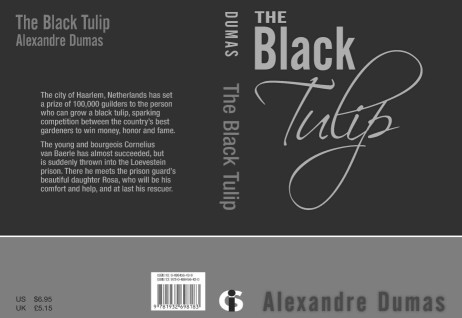 The Black Tulip
Alexandre Dumas
The city of Haarlem, Netherlands has set
a prize of 100,000 guilders to the person
who can grow a black tulip, sparking
competition between the country's best
gardeners to win money, honor and fame.
The young and bourgeois Cornelius
van Baerle has almost succeeded, but
is suddenly thrown into the Loevestein
prison. There he meets the prison guard's
beautiful daughter Rosa, who will be his
comfort and help, and at last his rescuer.
US $6.95
UK £5.15
9 781932 698183
DUMAS
The Black Tulip
THE
Black
Tulip
Alexandre Dumas